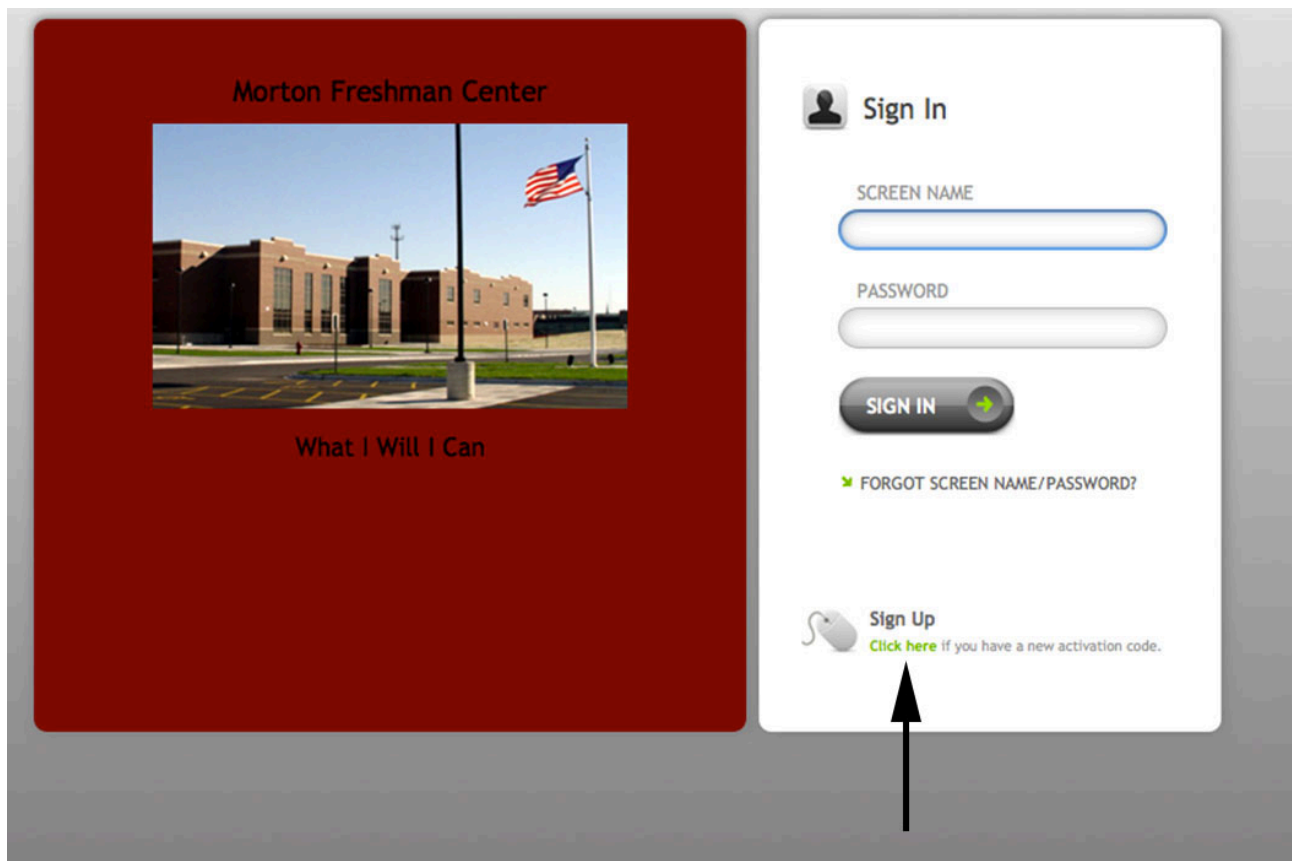 Morton Freshman Center
What I Will I Can
Sign In
SCREEN NAME
PASSWORD
SIGN IN
FORGOT SCREEN NAME/PASSWORD?
Sign Up
Click here if you have a new activation code.